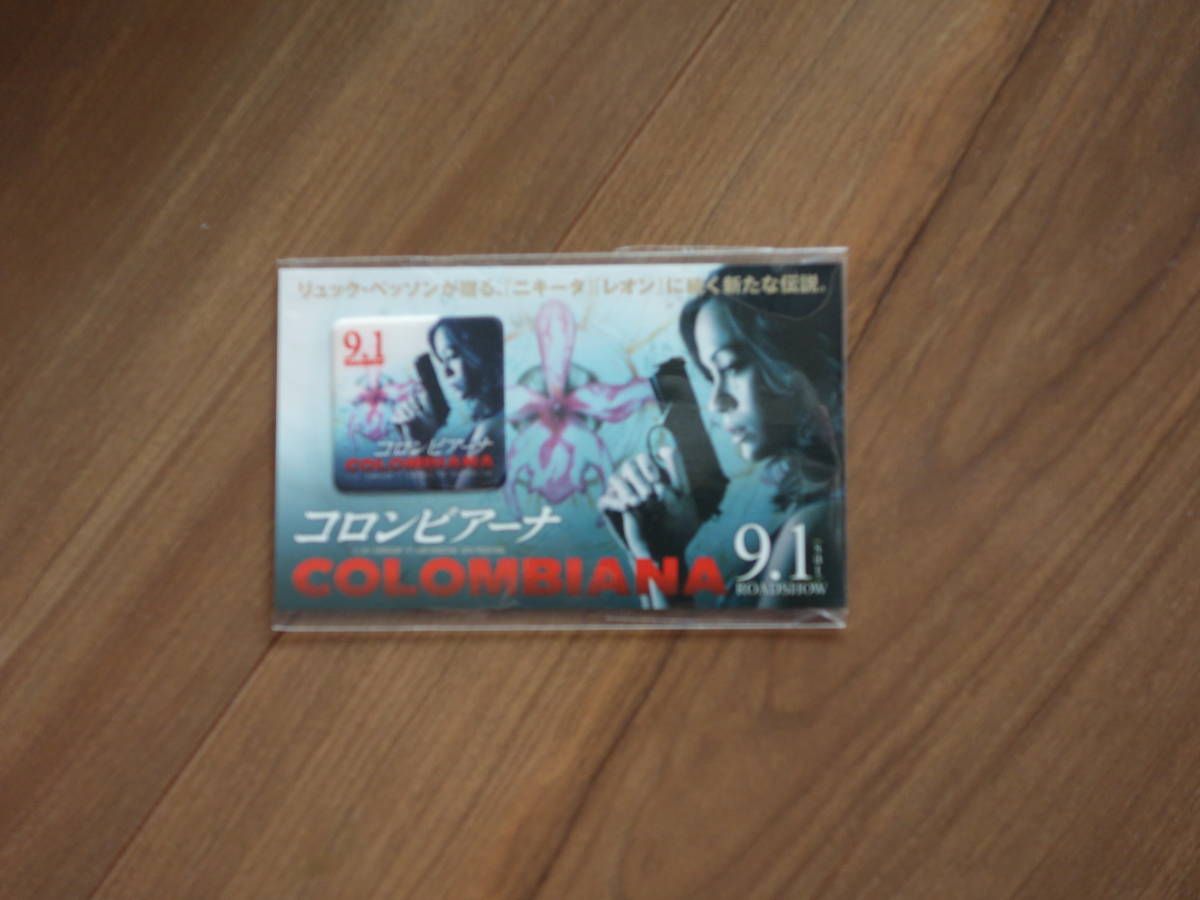 リュック・ベッソンが贈る、『ニキータ』『レオン』に続く新たな伝説。
9.1
コロンビアーナ
COLOMBIANA
コロンビアーナ
COLOMBIANA
9.1
ROADSHOW